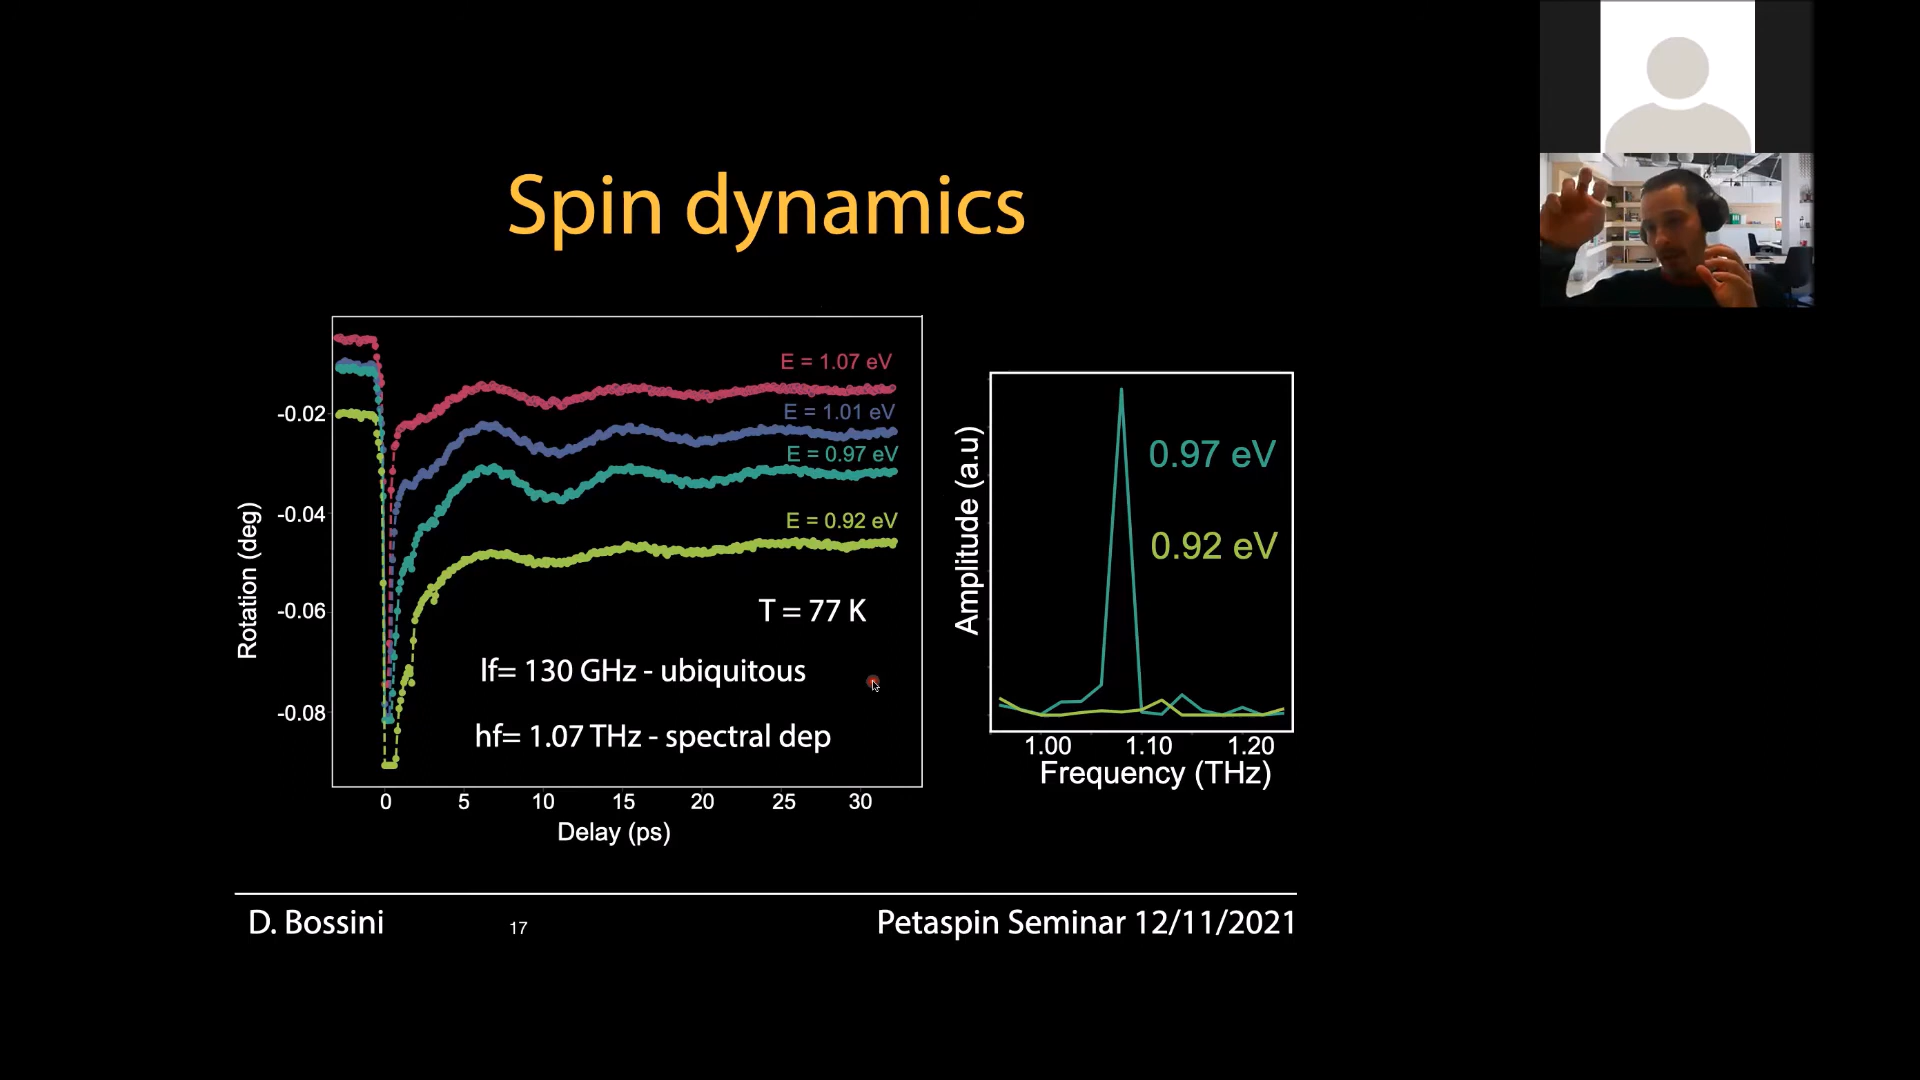 Spin dynamics
E = 1.07 eV
E = 1.01 eV
E = 0.97 eV
E = 0.92 eV
T = 77 K
lf= 130 GHz - ubiquitous
hf= 1.07 THz - spectral dep
-0.02
-0.04
-0.06
-0.08
Rotation (deg)
0 5 10 15 20 25 30
Delay (ps)
0.97 eV
0.92 eV
Amplitude (a.u)
1.00 1.10 1.20
Frequency (THz)
D. Bossini 17 Petaspin Seminar 12/11/2021